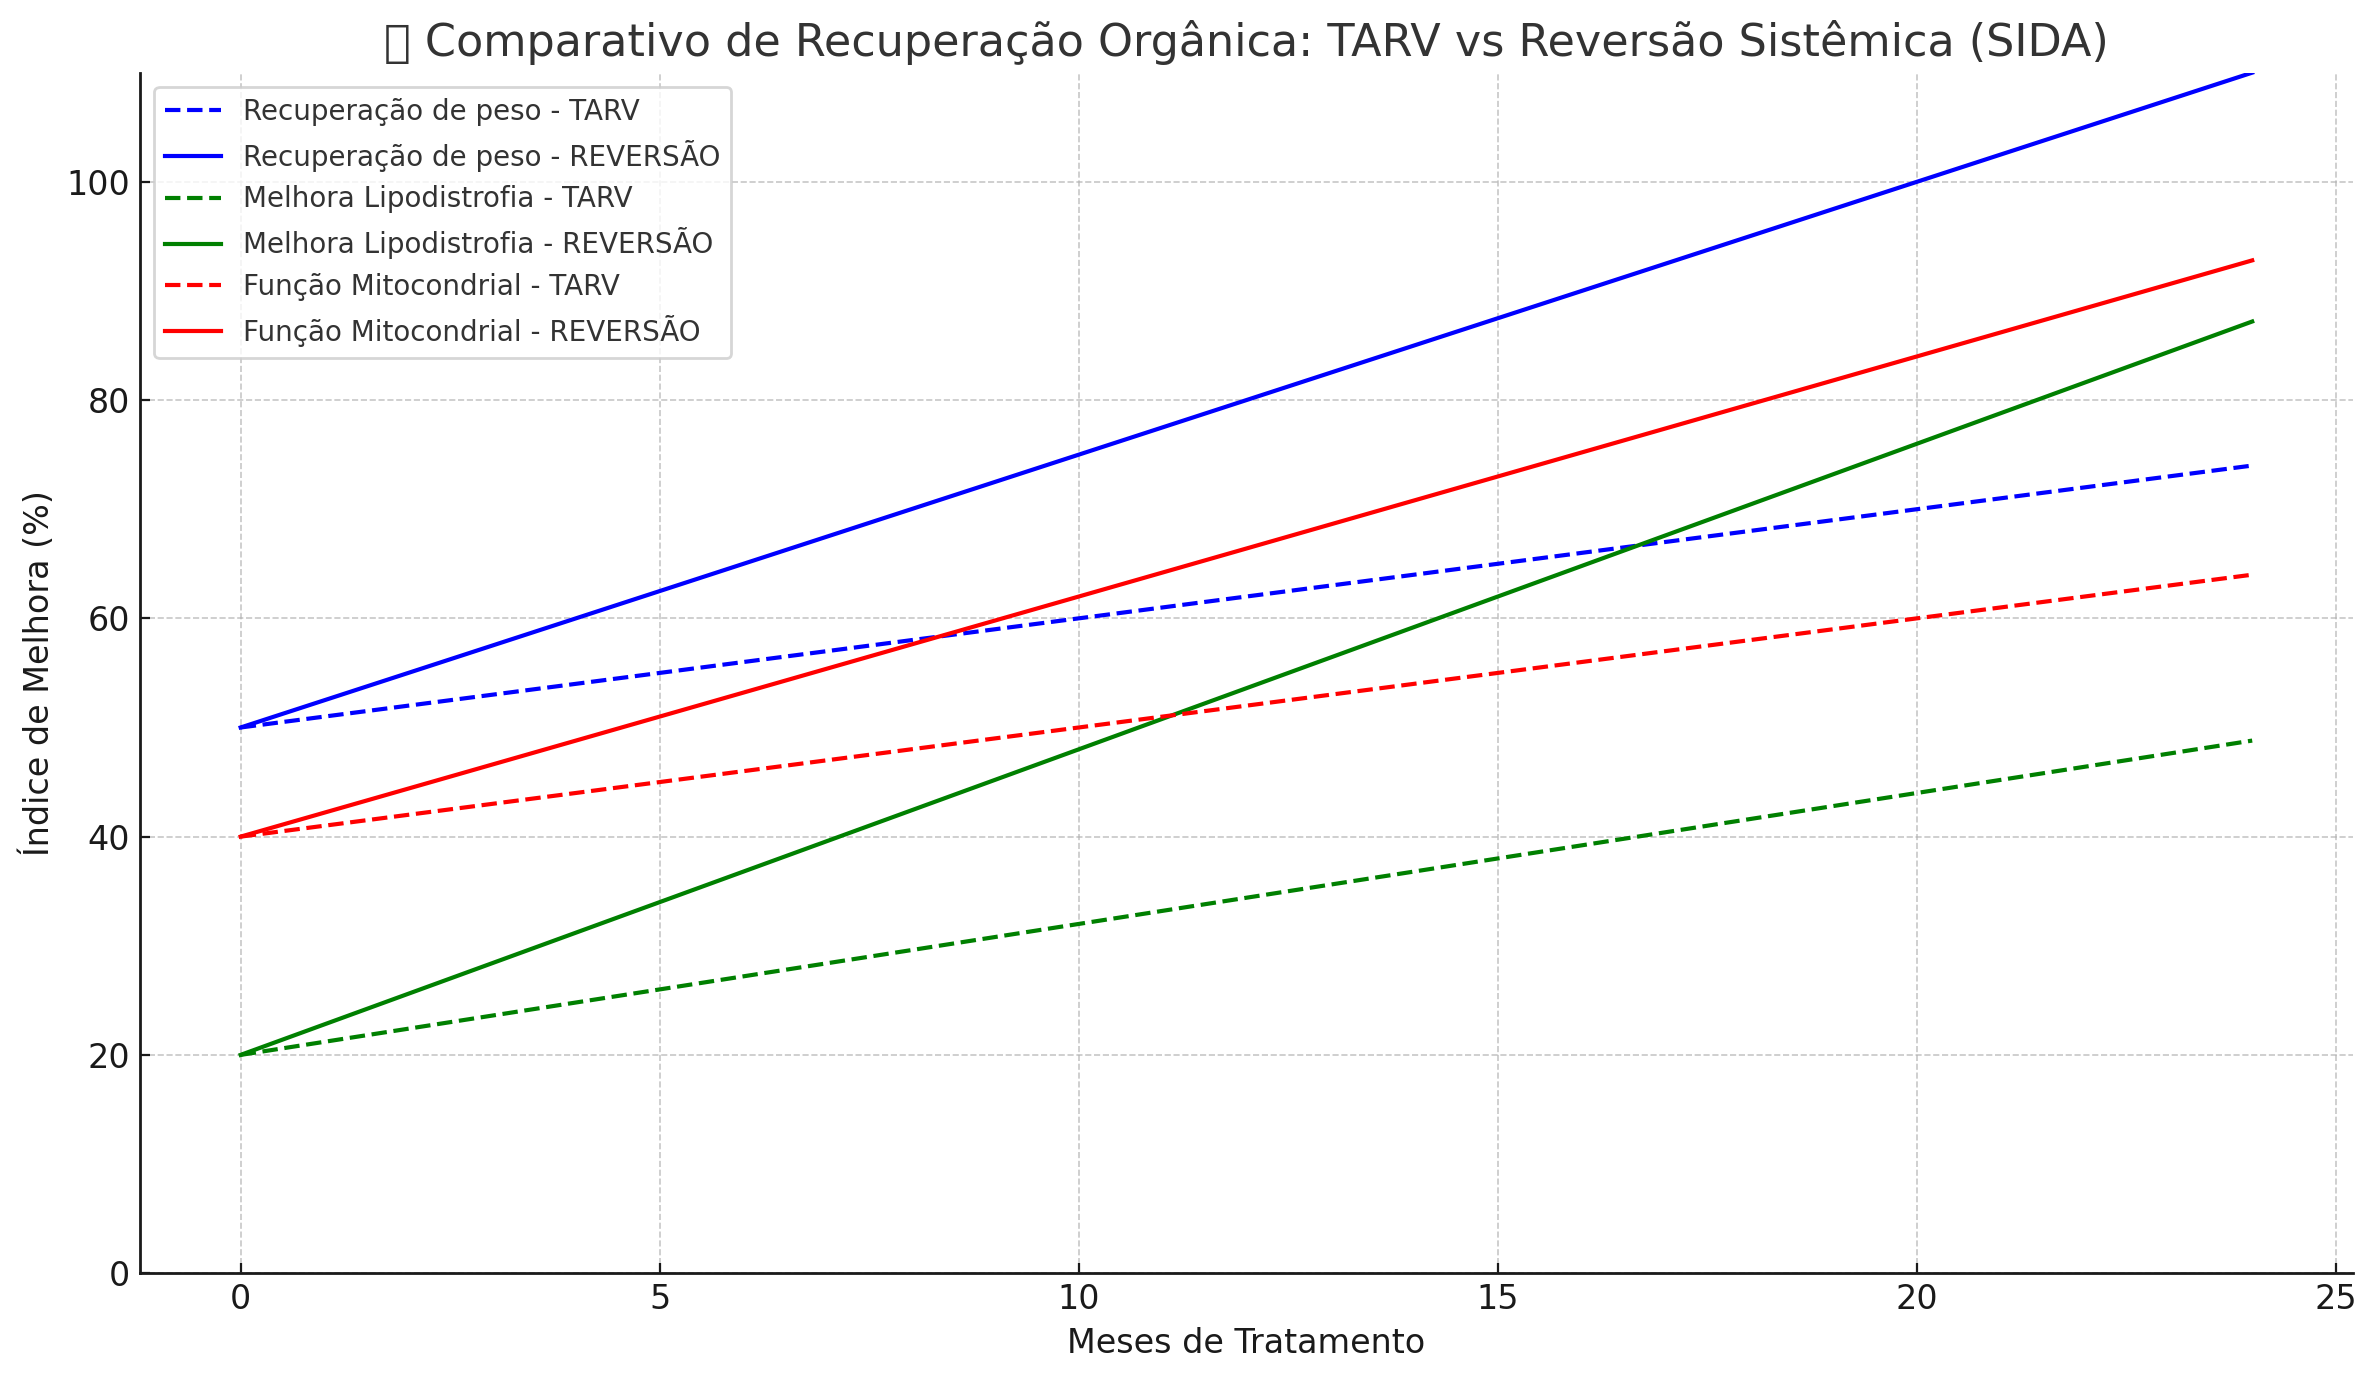 Comparativo de Recuperação Orgânica: TARV vs Reversão Sistêmica (SIDA)
Recuperação de peso - TARV
Recuperação de peso - REVERSÃO
Melhora Lipodistrofia - TARV
Melhora Lipodistrofia - REVERSÃO
Função Mitocondrial - TARV
Função Mitocondrial - REVERSÃO
Índice de Melhora (%)
100
80
60
40
20
0
0 5 10 15 20 25
Meses de Tratamento